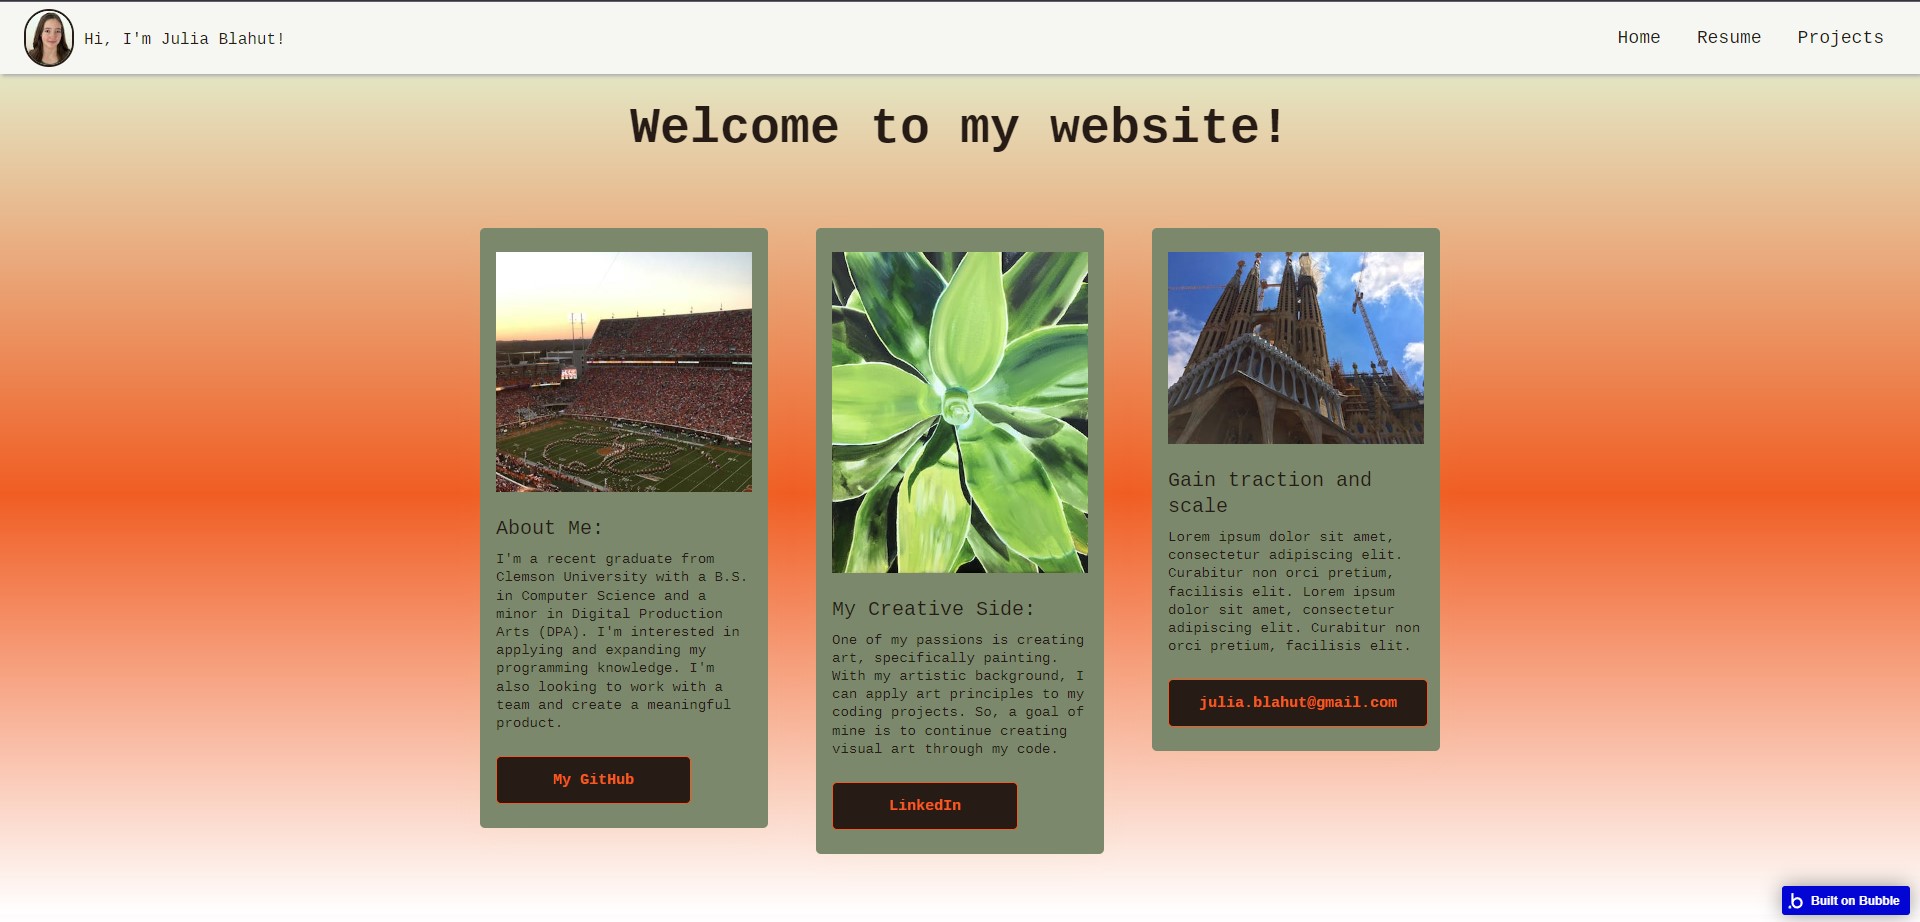 Hi, I'm Julia Blahut!
Home
Resume
Projects
Welcome to my website!
About Me:
I'm a recent graduate from
Clemson University with a B.S.
in Computer Science and a
minor in Digital Production
Arts (DPA). I'm interested in
applying and expanding my
programming knowledge. I'm
also looking to work with a
team and create a meaningful
product.
My GitHub
My Creative Side:
One of my passions is creating
art, specifically painting.
With my artistic background, I
can apply art principles to my
coding projects. So, a goal of
mine is to continue creating
visual art through my code.
LinkedIn
Gain traction and
scale
Lorem ipsum dolor sit amet,
consectetur adipiscing elit.
Curabitur non orci pretium,
facilisis elit. Lorem ipsum
dolor sit amet, consectetur
adipiscing elit. Curabitur non
orci pretium, facilisis elit.
julia.blahut@gmail.com
Built on Bubble